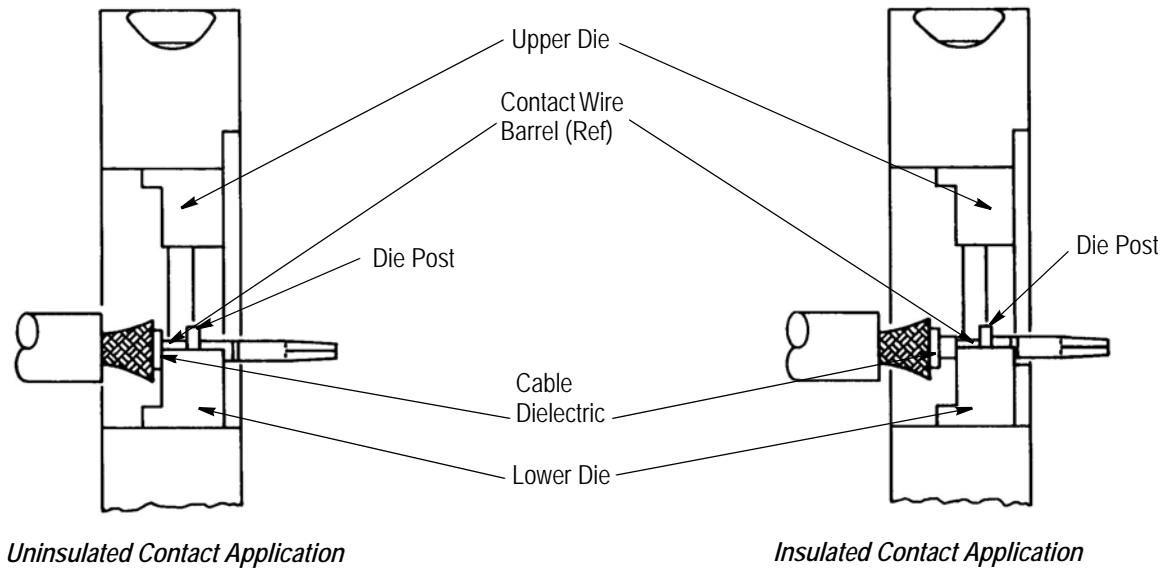 Upper Die
Contact Wire
Barrel (Ref)
Die Post
Die Post
Cable
Dielectric
Lower Die
Uninsulated Contact Application
Insulated Contact Application